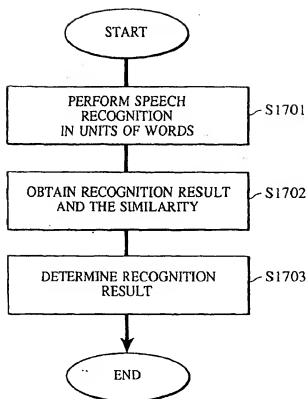 START
PERFORM SPEECH
RECOGNITION
IN UNITS OF WORDS
S1701
OBTAIN RECOGNITION RESULT
AND THE SIMILARITY
S1702
DETERMINE RECOGNITION
RESULT
S1703
END